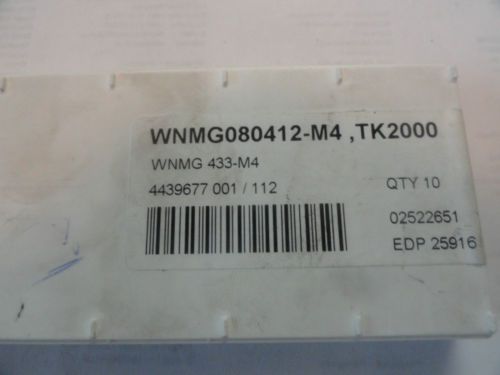 WNMG080412-M4 ,TK2000
WNMG 433-M4
4439677 001 / 112
QTY 10
02522651
EDP 25916